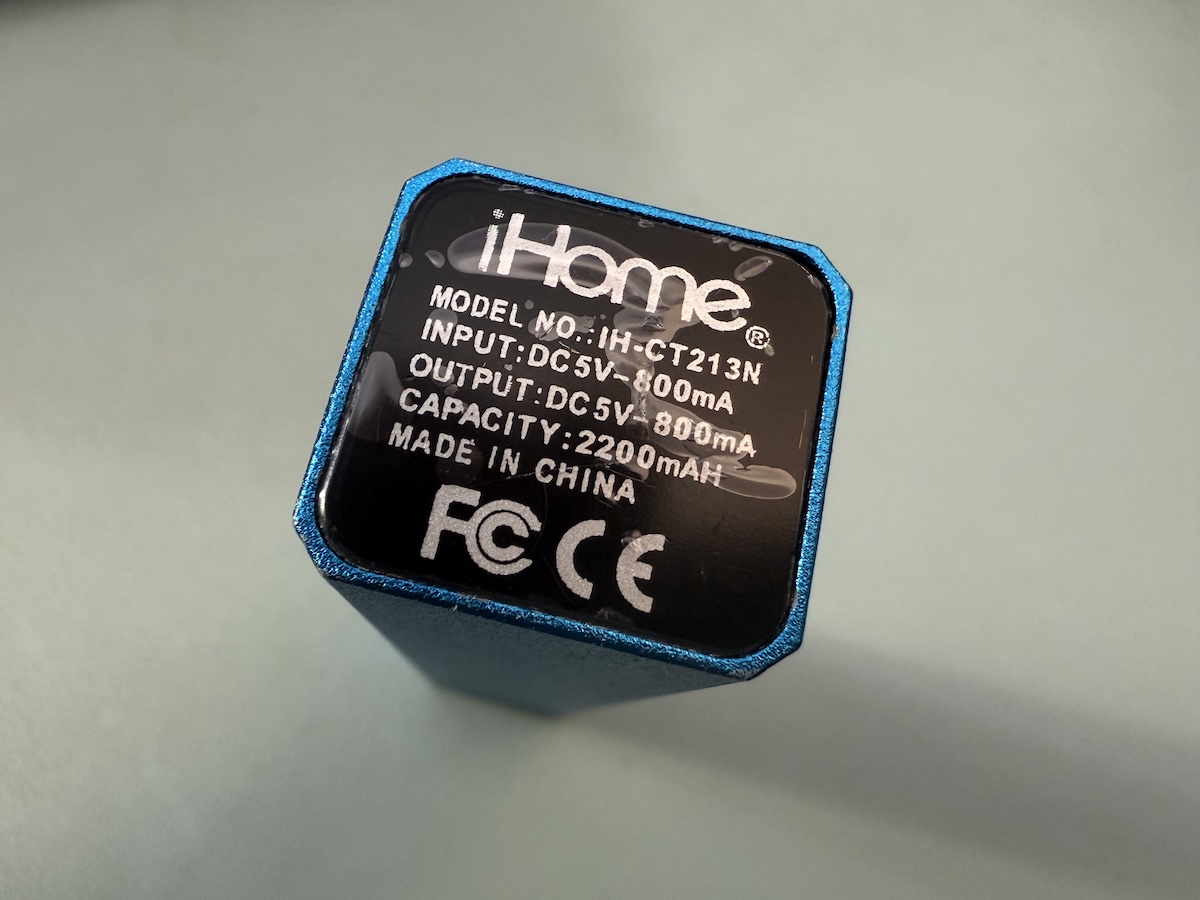 iHome®
MODEL NO.:IH-CT213N
INPUT:DC5V-800mA
OUTPUT:DC5V-800mA
CAPACITY:2200mAH
MADE IN CHINA
FC CE